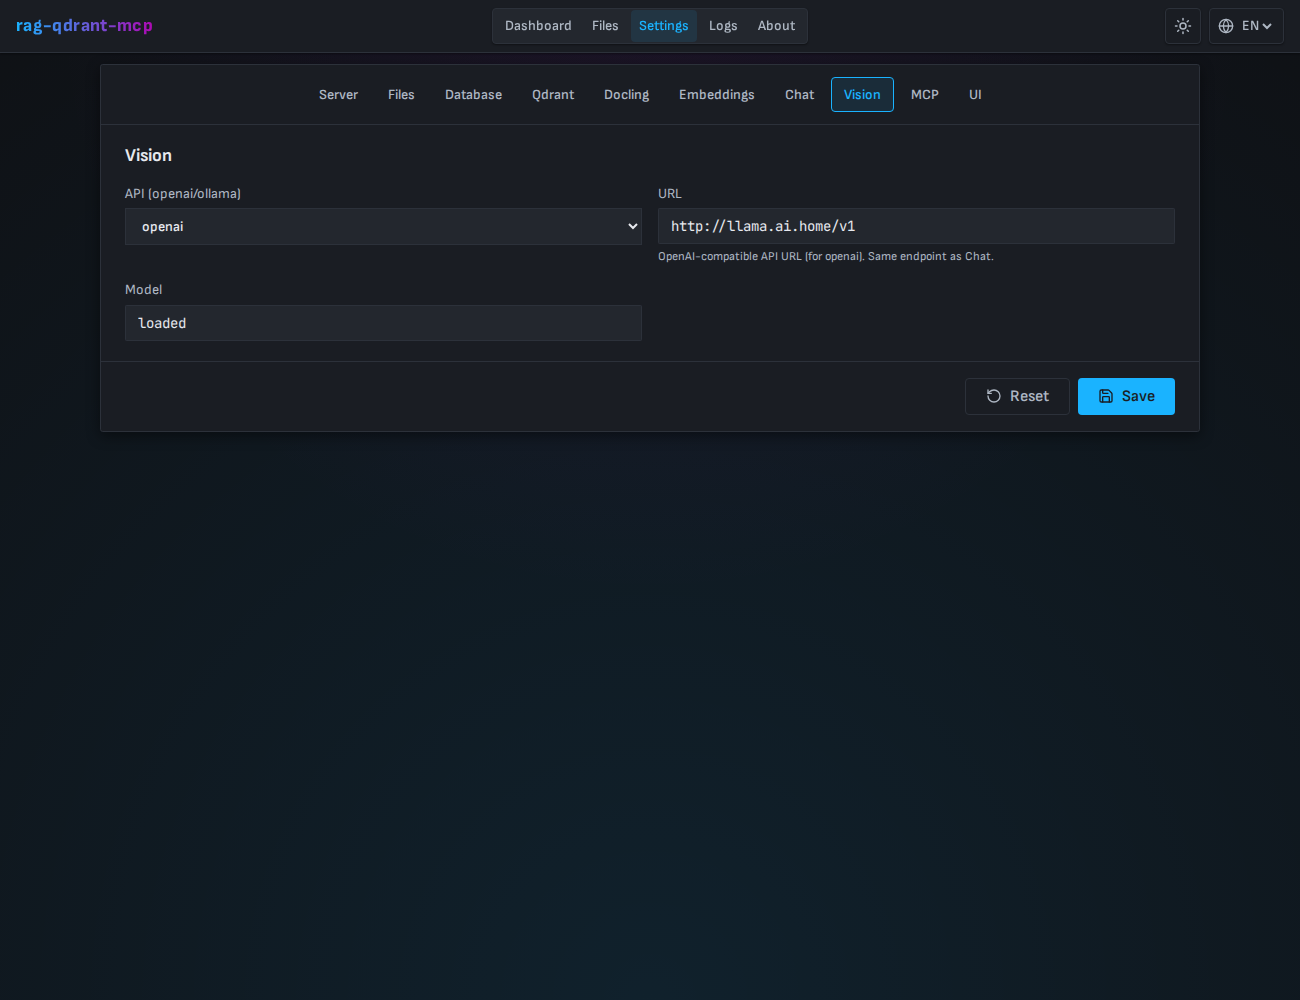 rag-qdrant-mcp
Dashboard Files Settings Logs About
EN
Server Files Database Qdrant Docling Embeddings Chat Vision MCP UI
Vision
API (openai/ollama)
openai
URL
http://llama.ai.home/v1
OpenAI-compatible API URL (for openai). Same endpoint as Chat.
Model
loaded
Reset
Save